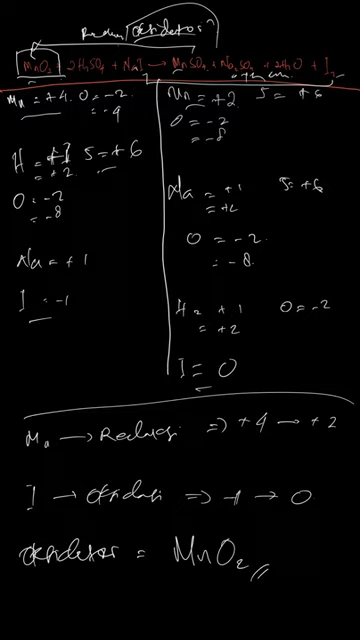 oksidator?
MnO2 + 2H2SO4 + NaI → MnSO4 + Na2SO4 + 2H2O + I2
Mn = +4 O = -2
= -4
H = +1 S = +6
= +2
O = -2
= -8
Na = +1
I = -1
Mn = +2 S = +6
O = -2
= -8
Na = +1 S = +6
= +2
O = -2
= -8
H2 + 1 O = -2
= +2
I = 0
Mn → Reduksi ⇒ +4 → +2
I → oksidasi ⇒ -1 → 0
oksidator = MnO2 //